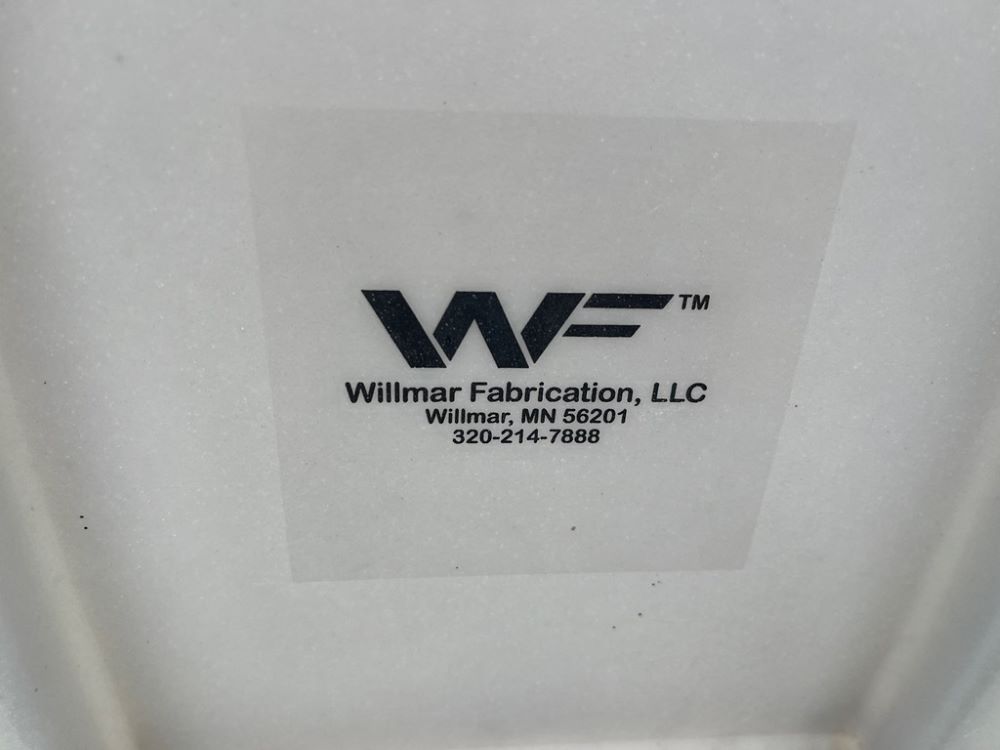 WF™
Willmar Fabrication, LLC
Willmar, MN 56201
320-214-7888